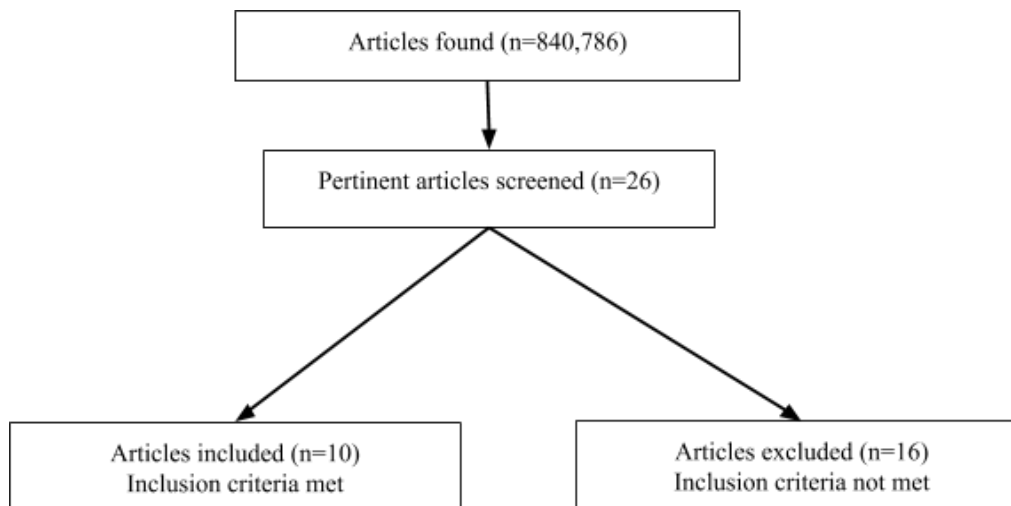 Articles found (n=840,786)
Pertinent articles screened (n=26)
Articles included (n=10)
Inclusion criteria met
Articles excluded (n=16)
Inclusion criteria not met